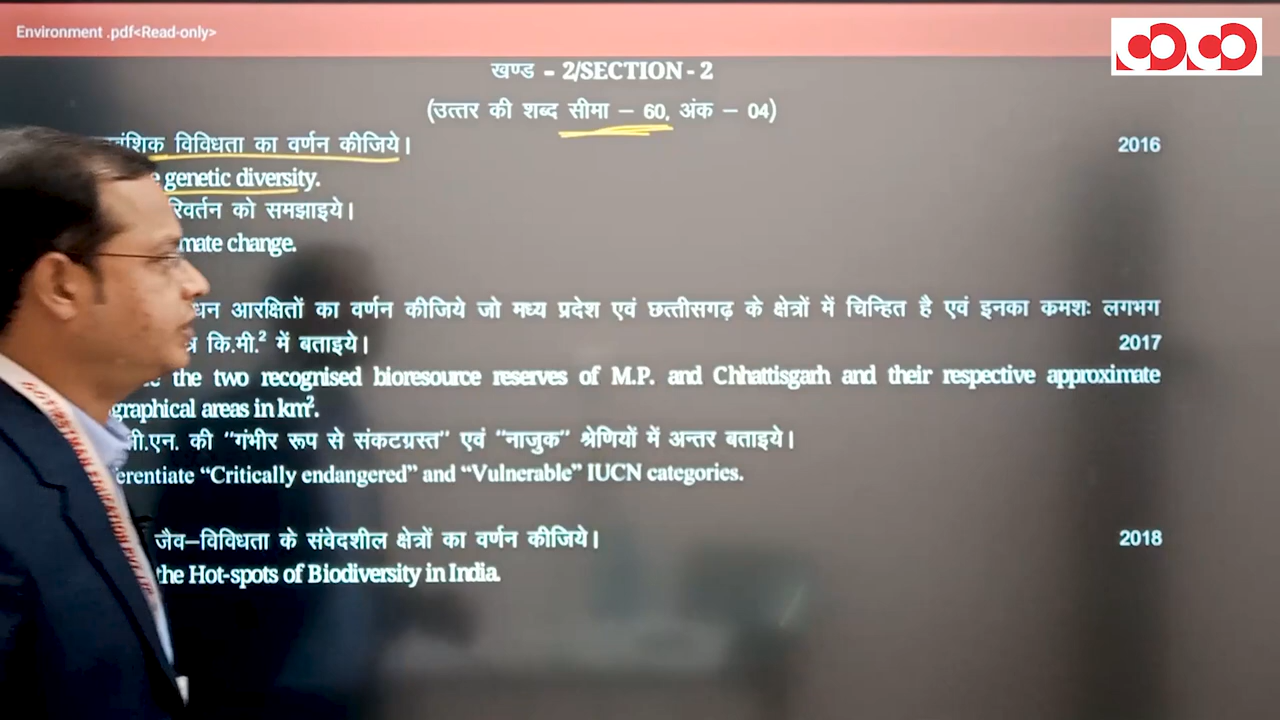 Environment .pdf<Read-only>
खण्ड - 2/SECTION - 2
(उत्तर की शब्द सीमा – 60, अंक – 04)
विविधता का वर्णन कीजिये। 2016
genetic diversity.
को समझाइये।
change.
आरक्षितों का वर्णन कीजिये जो मध्य प्रदेश एवं छत्तीसगढ़ के क्षेत्रों में चिन्हित है एवं इनका क्रमशः लगभग
कि.मी.² में बताइये। 2017
the two recognised bioresource reserves of M.P. and Chhattisgarh and their respective approximate
areas in km².
की "गंभीर रूप से संकटग्रस्त" एवं "नाजुक" श्रेणियों में अन्तर बताइये।
“Critically endangered” and “Vulnerable” IUCN categories.
जैव–विविधता के संवेदशील क्षेत्रों का वर्णन कीजिये। 2018
the Hot-spots of Biodiversity in India.